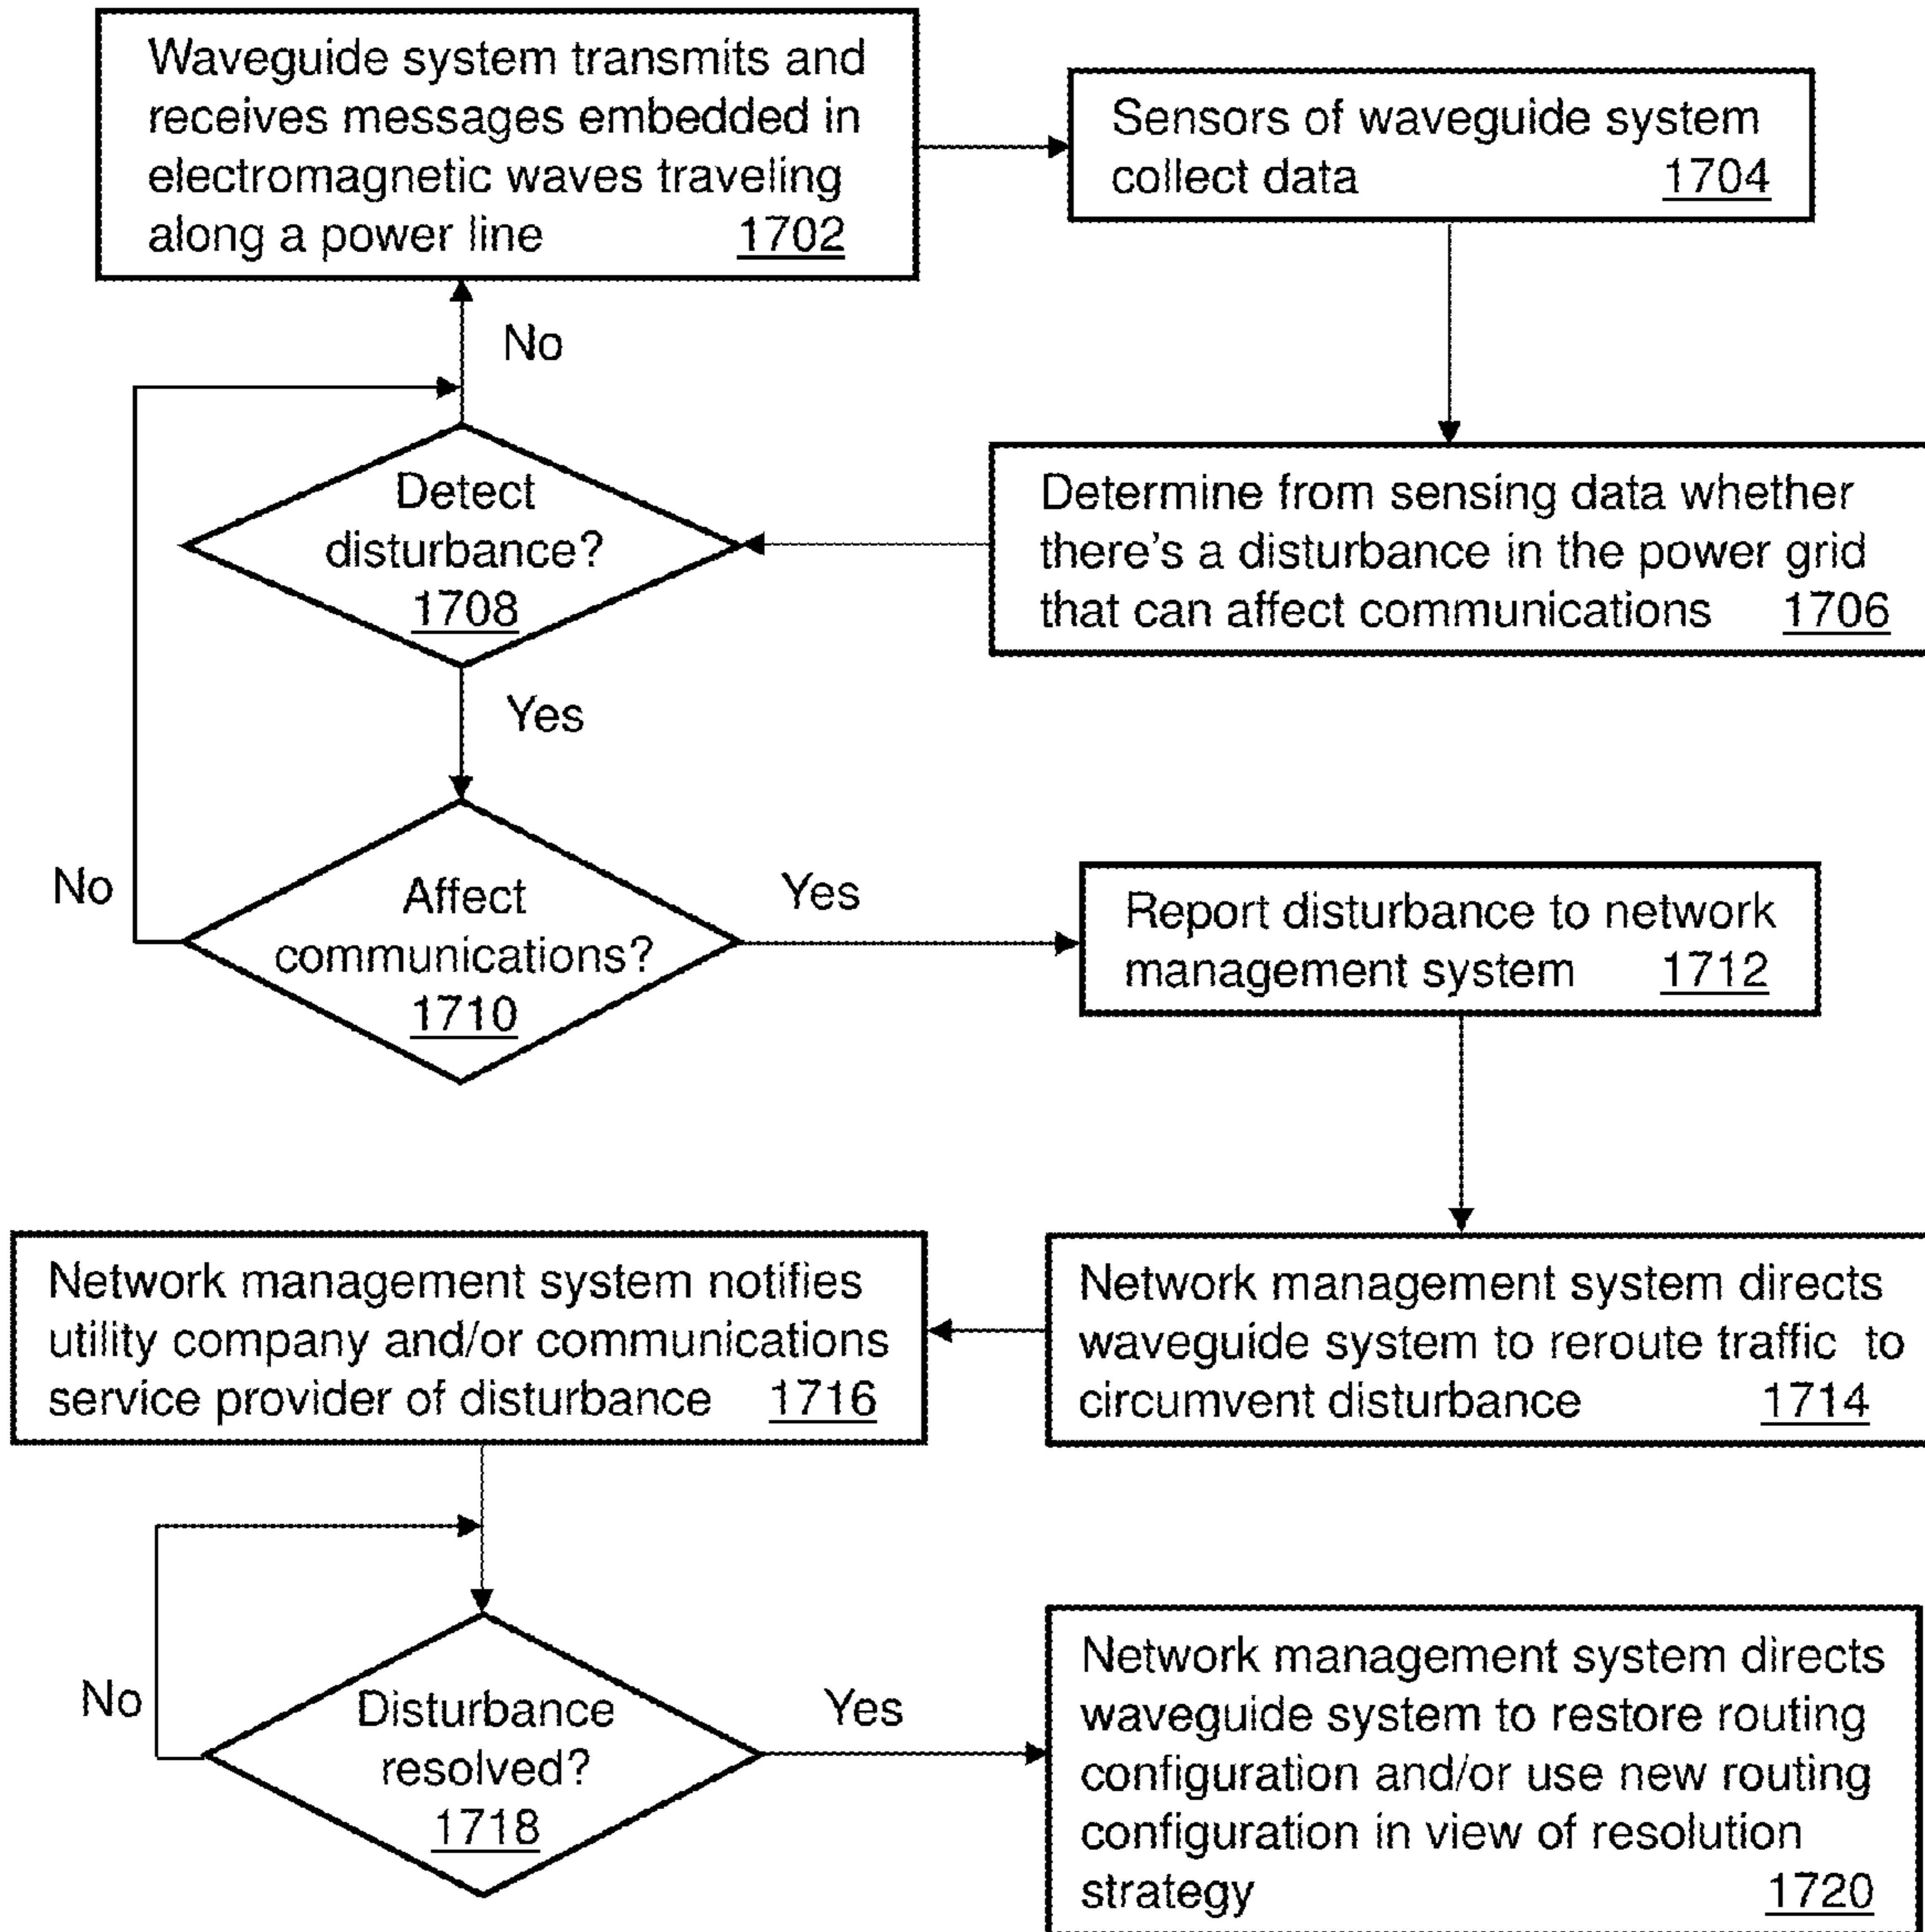 Waveguide system transmits and
receives messages embedded in
electromagnetic waves traveling
along a power line 1702
Sensors of waveguide system
collect data 1704
No
Detect
disturbance?
1708
Determine from sensing data whether
there's a disturbance in the power grid
that can affect communications 1706
Yes
No
Affect
communications?
1710
Yes
Report disturbance to network
management system 1712
Network management system notifies
utility company and/or communications
service provider of disturbance 1716
Network management system directs
waveguide system to reroute traffic to
circumvent disturbance 1714
No
Disturbance
resolved?
1718
Yes
Network management system directs
waveguide system to restore routing
configuration and/or use new routing
configuration in view of resolution
strategy 1720